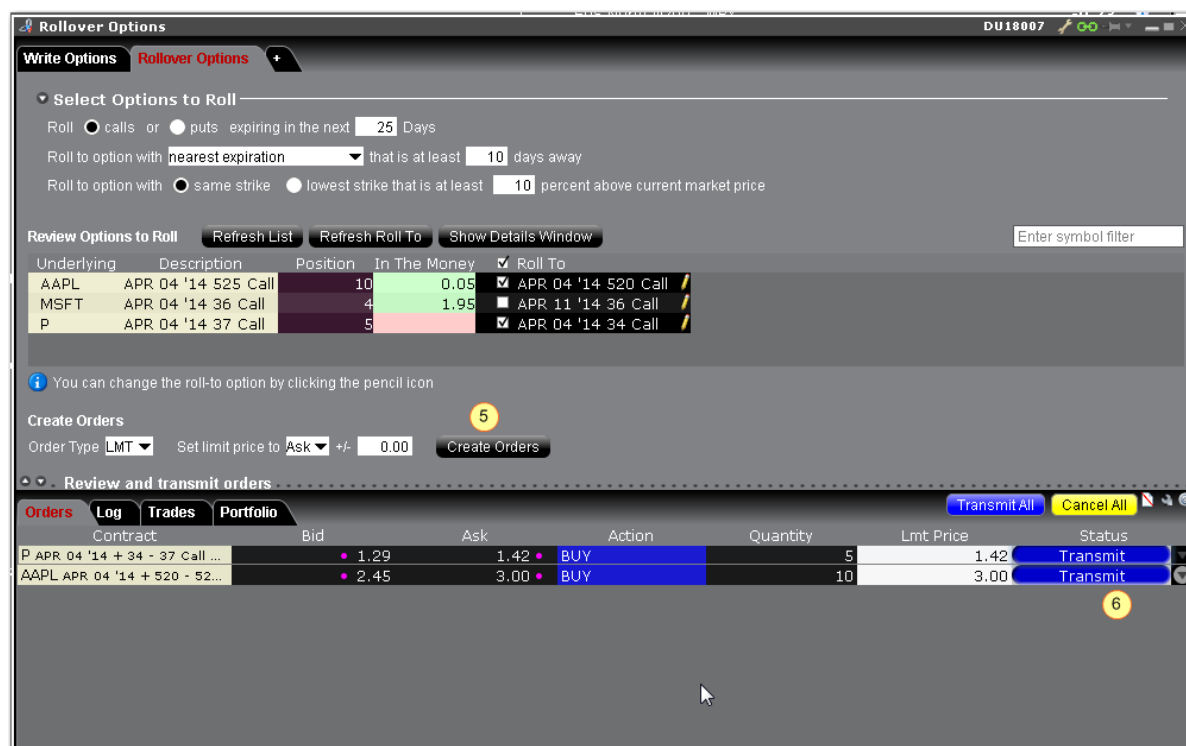 Rollover Options DU18007
Write Options Rollover Options +
Select Options to Roll
Roll calls or puts expiring in the next 25 Days
Roll to option with nearest expiration that is at least 10 days away
Roll to option with same strike lowest strike that is at least 10 percent above current market price
Review Options to Roll Refresh List Refresh Roll To Show Details Window Enter symbol filter
Underlying Description Position In The Money Roll To
AAPL APR 04 '14 525 Call 10 0.05 APR 04 '14 520 Call
MSFT APR 04 '14 36 Call 4 1.95 APR 11 '14 36 Call
P APR 04 '14 37 Call 5 APR 04 '14 34 Call
You can change the roll-to option by clicking the pencil icon
5
Create Orders
Order Type LMT Set limit price to Ask +/- 0.00 Create Orders
Review and transmit orders
Orders Log Trades Portfolio Transmit All Cancel All
Contract Bid Ask Action Quantity Lmt Price Status
P APR 04 '14 + 34 - 37 Call ... 1.29 1.42 BUY 5 1.42 Transmit
AAPL APR 04 '14 + 520 - 52... 2.45 3.00 BUY 10 3.00 Transmit
6